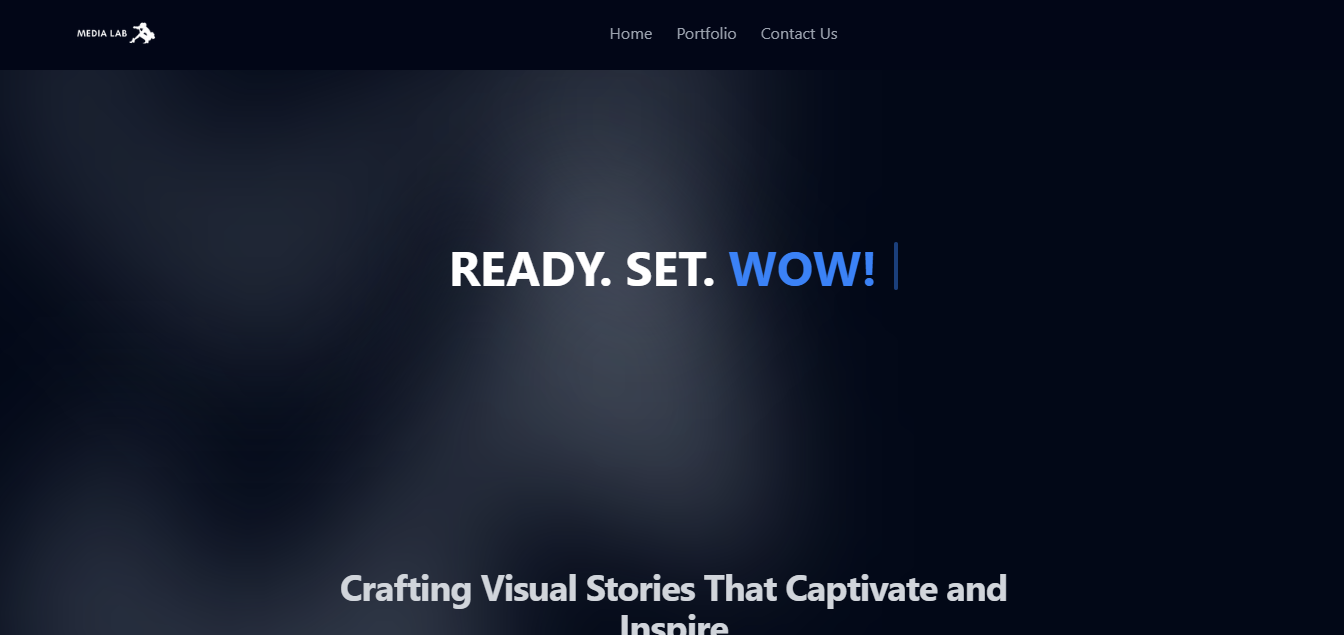 MEDIA LAB
Home Portfolio Contact Us
READY. SET. WOW!
Crafting Visual Stories That Captivate and
Inspire